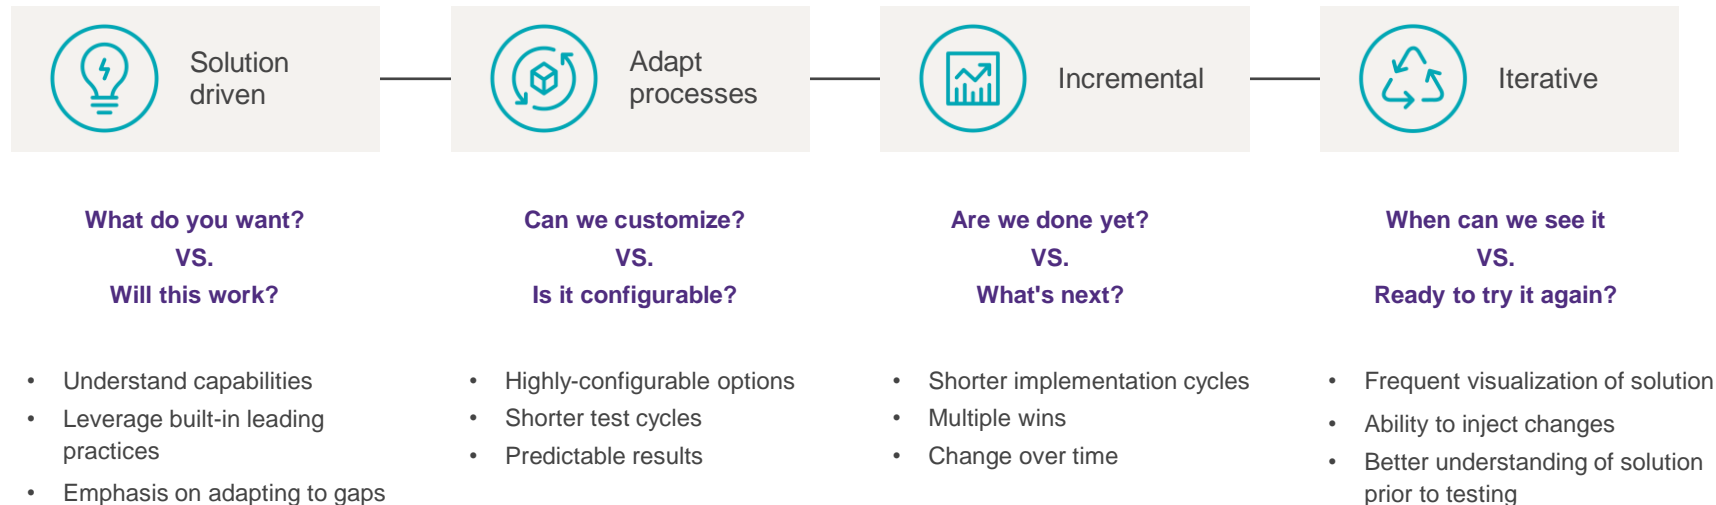 Solution
driven
Adapt
processes
Incremental
Iterative
What do you want?
VS.
Will this work?
Can we customize?
VS.
Is it configurable?
Are we done yet?
VS.
What's next?
When can we see it
VS.
Ready to try it again?
• Understand capabilities
• Leverage built-in leading
practices
• Emphasis on adapting to gaps
• Highly-configurable options
• Shorter test cycles
• Predictable results
• Shorter implementation cycles
• Multiple wins
• Change over time
• Frequent visualization of solution
• Ability to inject changes
• Better understanding of solution
prior to testing